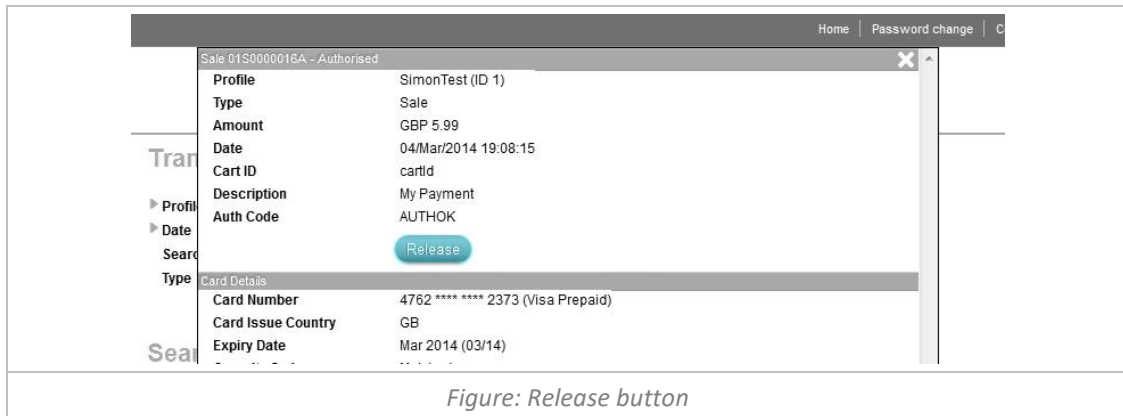 Home | Password change | C
Sale 01S0000016A - Authorised
Profile SimonTest (ID 1)
Type Sale
Amount GBP 5.99
Date 04/Mar/2014 19:08:15
Cart ID cartId
Description My Payment
Auth Code AUTHOK
Release
Tran
Profil
Date
Searc
Type
Card Details
Card Number 4762 **** **** 2373 (Visa Prepaid)
Card Issue Country GB
Expiry Date Mar 2014 (03/14)
Sear
Figure: Release button